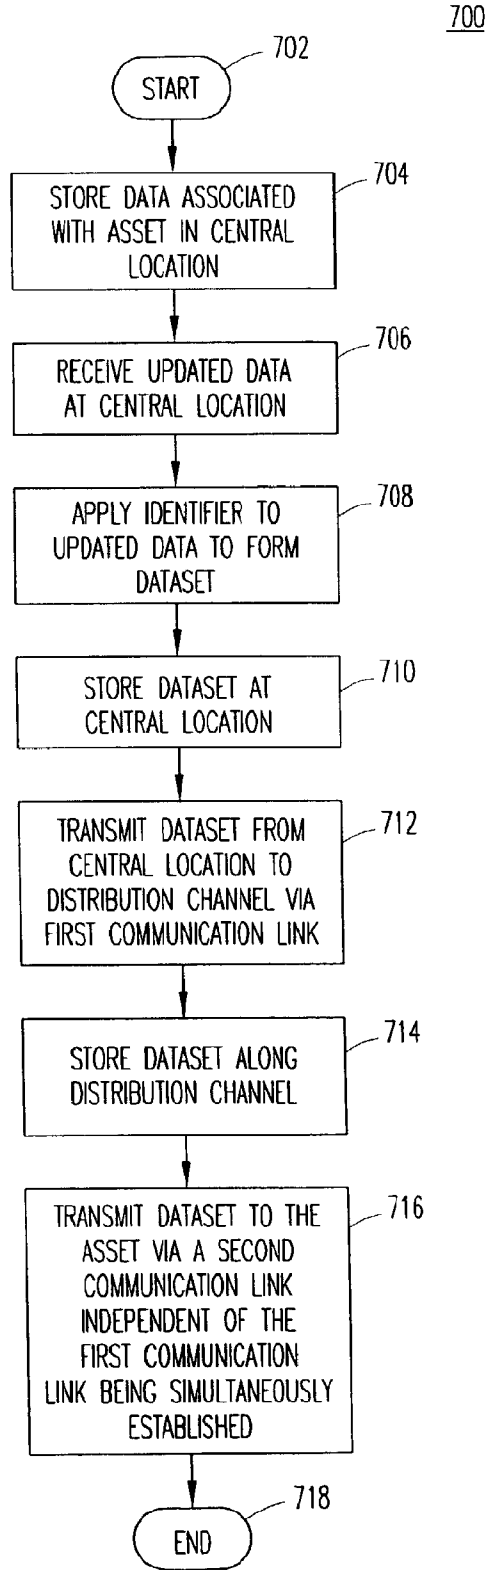 700
702
START
704
STORE DATA ASSOCIATED
WITH ASSET IN CENTRAL
LOCATION
706
RECEIVE UPDATED DATA
AT CENTRAL LOCATION
708
APPLY IDENTIFIER TO
UPDATED DATA TO FORM
DATASET
710
STORE DATASET AT
CENTRAL LOCATION
712
TRANSMIT DATASET FROM
CENTRAL LOCATION TO
DISTRIBUTION CHANNEL VIA
FIRST COMMUNICATION LINK
714
STORE DATASET ALONG
DISTRIBUTION CHANNEL
716
TRANSMIT DATASET TO THE
ASSET VIA A SECOND
COMMUNICATION LINK
INDEPENDENT OF THE
FIRST COMMUNICATION
LINK BEING SIMULTANEOUSLY
ESTABLISHED
718
END